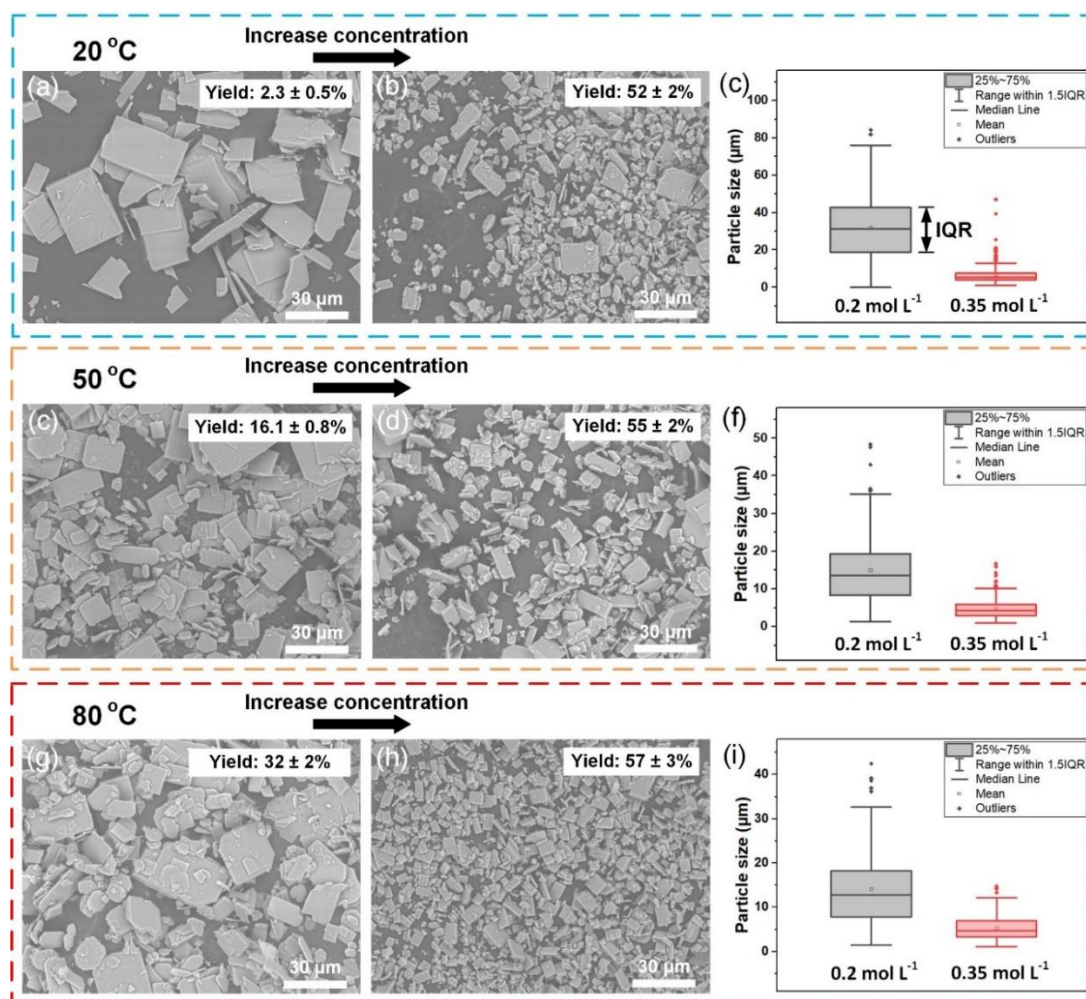 20 °C
Increase concentration
(a)
Yield: 2.3 ± 0.5%
30 µm
(b)
Yield: 52 ± 2%
30 µm
(c)
25%~75%
Range within 1.5IQR
Median Line
Mean
Outliers
Particle size (µm)
100
80
60
40
20
0
IQR
0.2 mol L⁻¹
0.35 mol L⁻¹
50 °C
Increase concentration
(c)
Yield: 16.1 ± 0.8%
30 µm
(d)
Yield: 55 ± 2%
30 µm
(f)
25%~75%
Range within 1.5IQR
Median Line
Mean
Outliers
Particle size (µm)
50
40
30
20
10
0
0.2 mol L⁻¹
0.35 mol L⁻¹
80 °C
Increase concentration
(g)
Yield: 32 ± 2%
30 µm
(h)
Yield: 57 ± 3%
30 µm
(i)
25%~75%
Range within 1.5IQR
Median Line
Mean
Outliers
Particle size (µm)
40
30
20
10
0
0.2 mol L⁻¹
0.35 mol L⁻¹